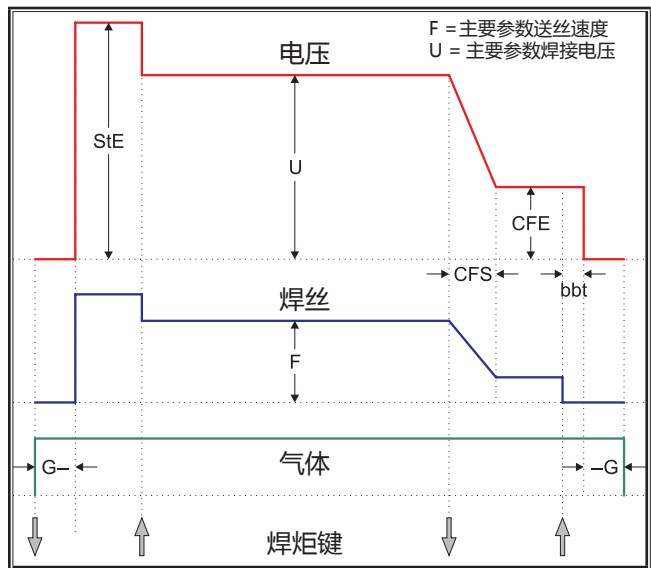 F =主要参数送丝速度
U = 主要参数焊接电压
电压
StE
U
CFE
CFS
bbt
焊丝
F
气体
G–
–G
焊炬键